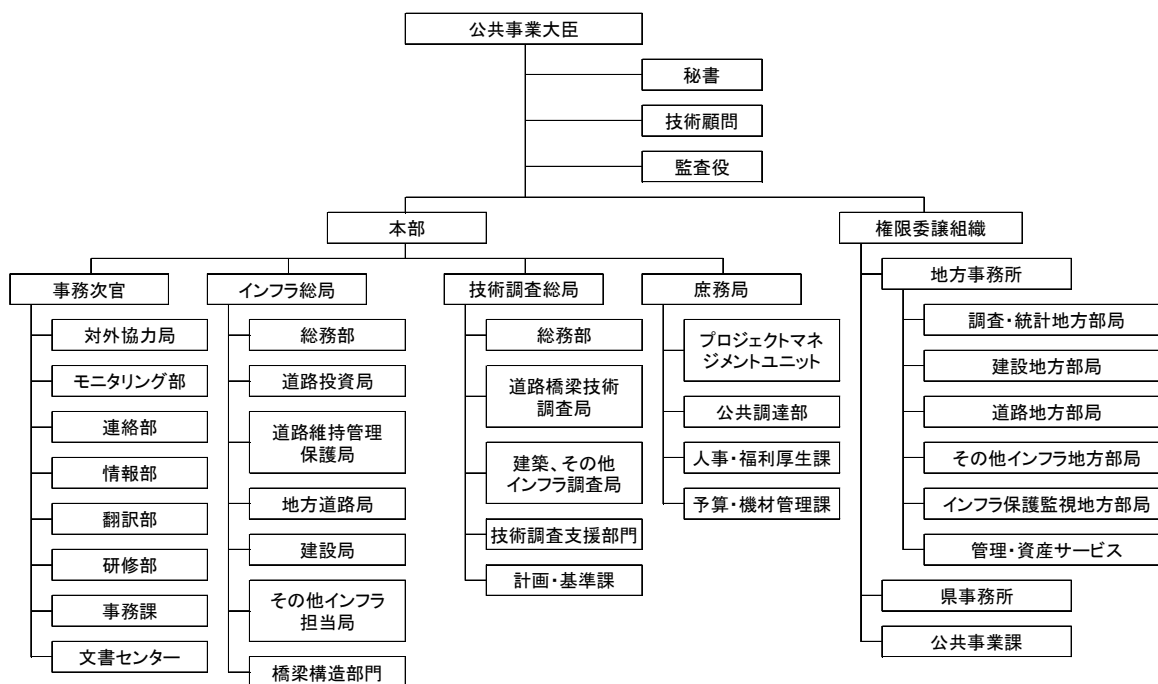 公共事業大臣
秘書
技術顧問
監査役
本部
権限委譲組織
事務次官
対外協力局
モニタリング部
連絡部
情報部
翻訳部
研修部
事務課
文書センター
インフラ総局
総務部
道路投資局
道路維持管理
保護局
地方道路局
建設局
その他インフラ
担当局
橋梁構造部門
技術調査総局
総務部
道路橋梁技術
調査局
建築、その他
インフラ調査局
技術調査支援部門
計画・基準課
庶務局
プロジェクトマネ
ジメントユニット
公共調達部
人事・福利厚生課
予算・機材管理課
地方事務所
調査・統計地方部局
建設地方部局
道路地方部局
その他インフラ地方部局
インフラ保護監視地方部局
管理・資産サービス
県事務所
公共事業課